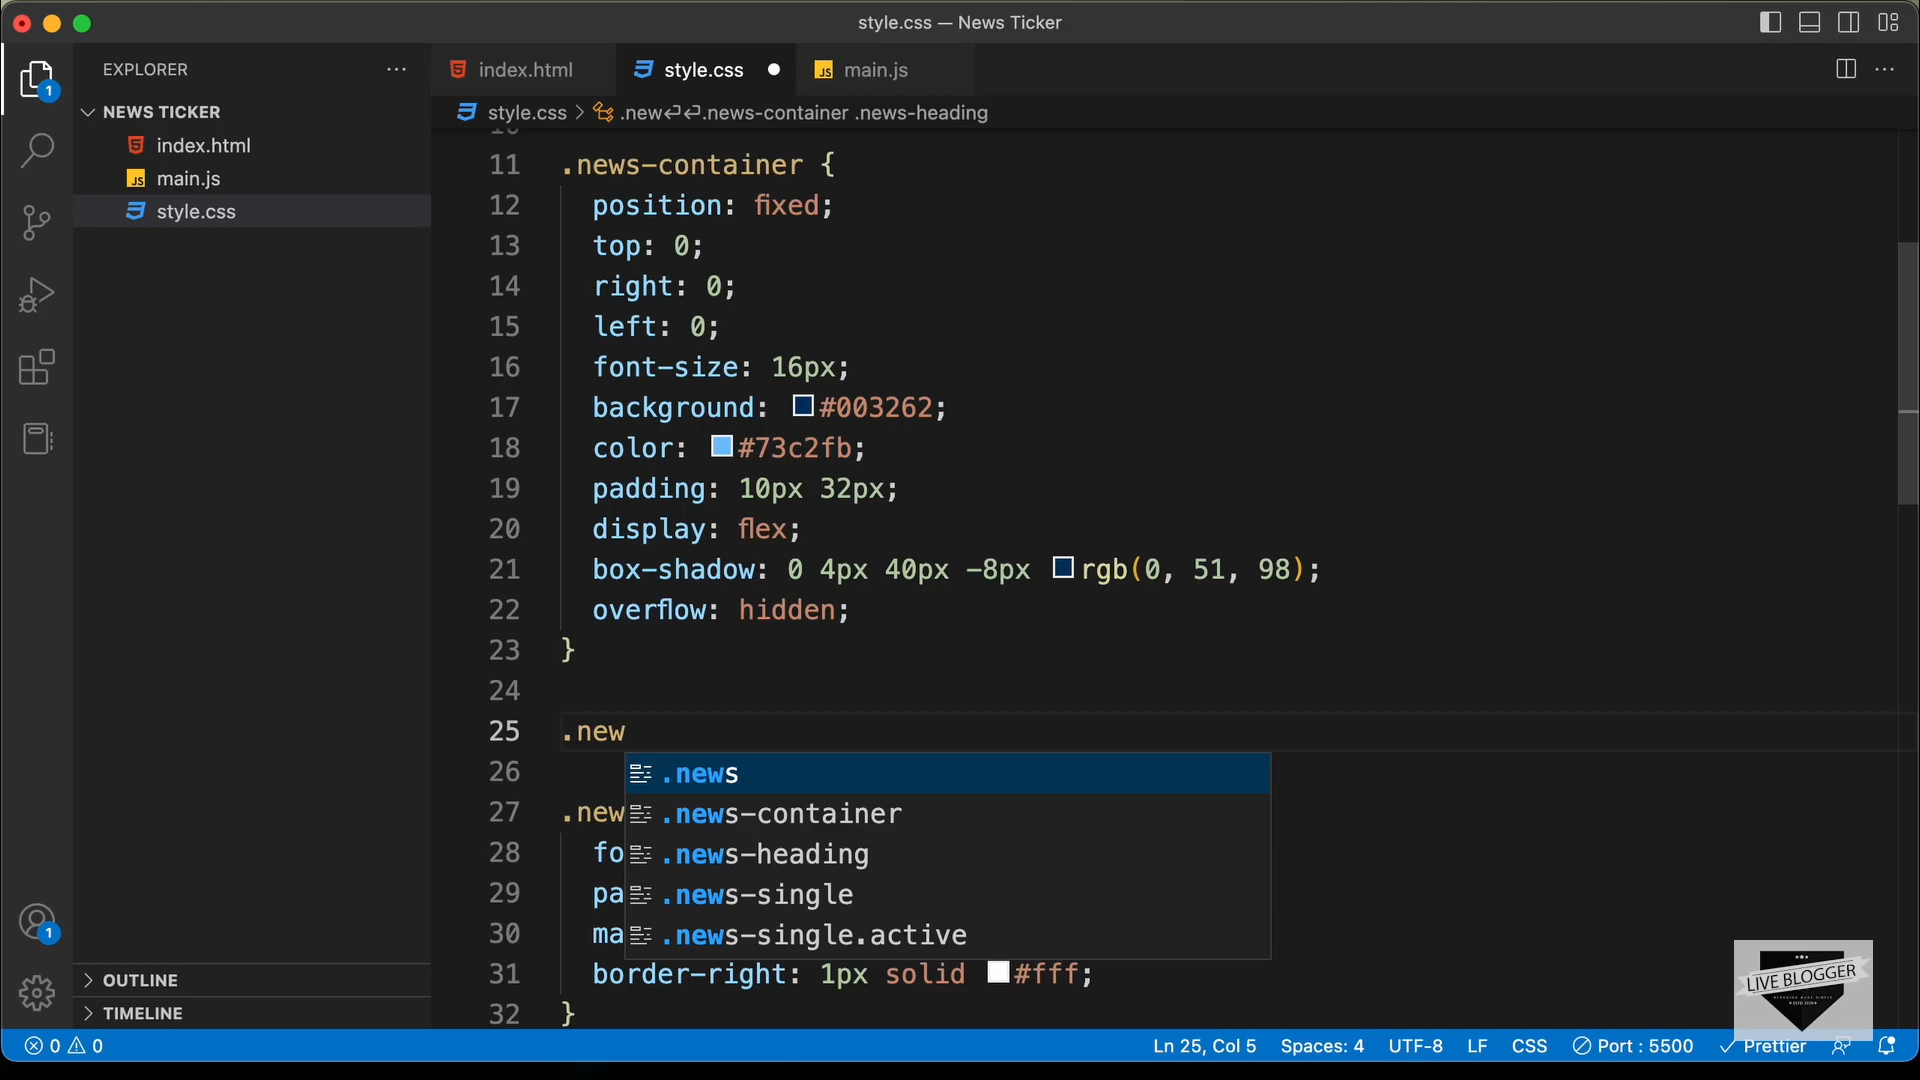 style.css — News Ticker
EXPLORER
index.html
style.css
main.js
NEWS TICKER
style.css > .new↵↵.news-container .news-heading
index.html
main.js
style.css
11 .news-container {
12 position: fixed;
13 top: 0;
14 right: 0;
15 left: 0;
16 font-size: 16px;
17 background: #003262;
18 color: #73c2fb;
19 padding: 10px 32px;
20 display: flex;
21 box-shadow: 0 4px 40px -8px rgb(0, 51, 98);
22 overflow: hidden;
23 }
24
25 .new
26
.news
27 .new
.news-container
28 fo
.news-heading
29 pa
.news-single
30 ma
.news-single.active
31 border-right: 1px solid #fff;
32 }
1
OUTLINE
TIMELINE
LIVE BLOGGER
0 0
Ln 25, Col 5
Spaces: 4
UTF-8
LF
CSS
Port : 5500
Prettier